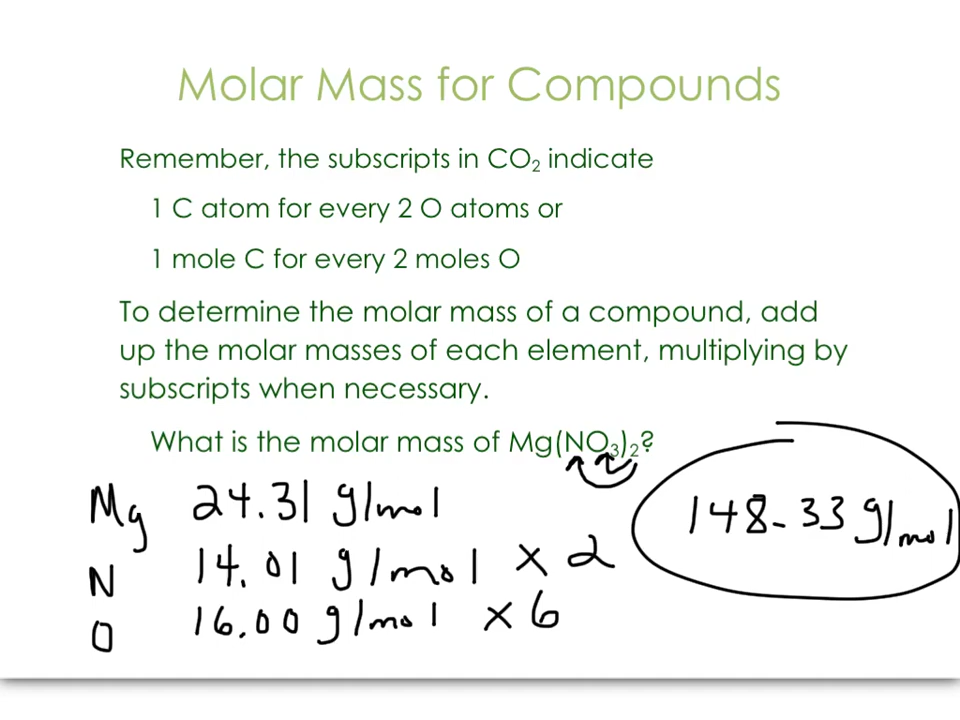 Molar Mass for Compounds
Remember, the subscripts in CO₂ indicate
1 C atom for every 2 O atoms or
1 mole C for every 2 moles O
To determine the molar mass of a compound, add
up the molar masses of each element, multiplying by
subscripts when necessary.
What is the molar mass of Mg(NO₃)₂?
Mg 24.31 g/mol
N 14.01 g/mol × 2
O 16.00 g/mol × 6
148.33 g/mol